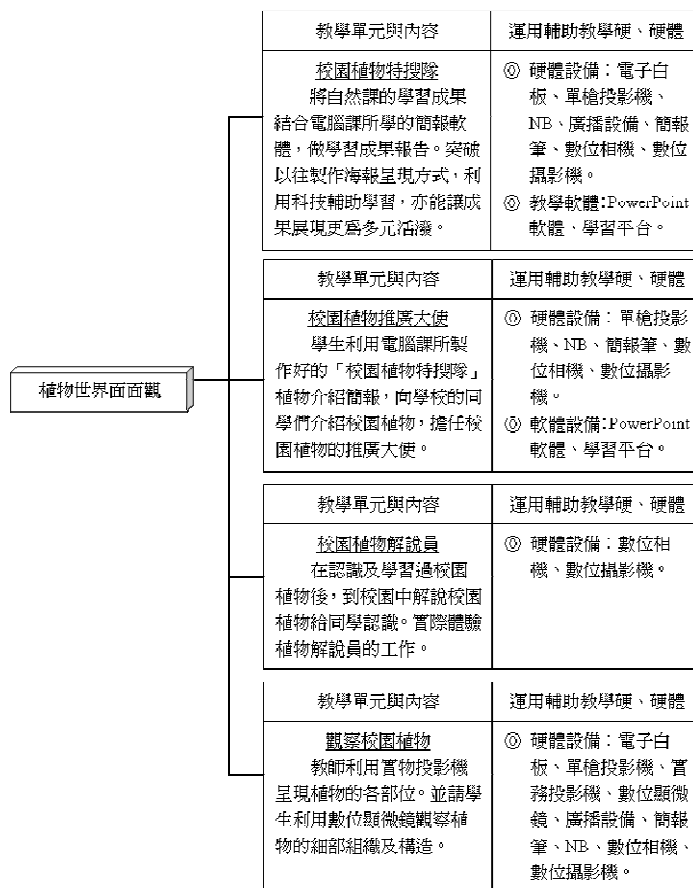 植物世界面面觀
教學單元與內容
運用輔助教學硬、硬體
校園植物特搜隊
將自然課的學習成果
結合電腦課所學的簡報軟
體，做學習成果報告。突破
以往製作海報呈現方式，利
用科技輔助學習，亦能讓成
果展現更為多元活潑。
◎ 硬體設備：電子白
板、單槍投影機、
NB、廣播設備、簡報
筆、數位相機、數位
攝影機。
◎ 教學軟體:PowerPoint
軟體、學習平台。
教學單元與內容
運用輔助教學硬、硬體
校園植物推廣大使
學生利用電腦課所製
作好的「校園植物特搜隊」
植物介紹簡報，向學校的同
學們介紹校園植物，擔任校
園植物的推廣大使。
◎ 硬體設備：單槍投影
機、NB、簡報筆、數
位相機、數位攝影
機。
◎ 軟體設備:PowerPoint
軟體、學習平台。
教學單元與內容
運用輔助教學硬、硬體
校園植物解說員
在認識及學習過校園
植物後，到校園中解說校園
植物給同學認識。實際體驗
植物解說員的工作。
◎ 硬體設備：數位相
機、數位攝影機。
教學單元與內容
運用輔助教學硬、硬體
觀察校園植物
教師利用實物投影機
呈現植物的各部位。並請學
生利用數位顯微鏡觀察植
物的細部組織及構造。
◎ 硬體設備：電子白
板、單槍投影機、實
務投影機、數位顯微
鏡、廣播設備、簡報
筆、NB、數位相機、
數位攝影機。